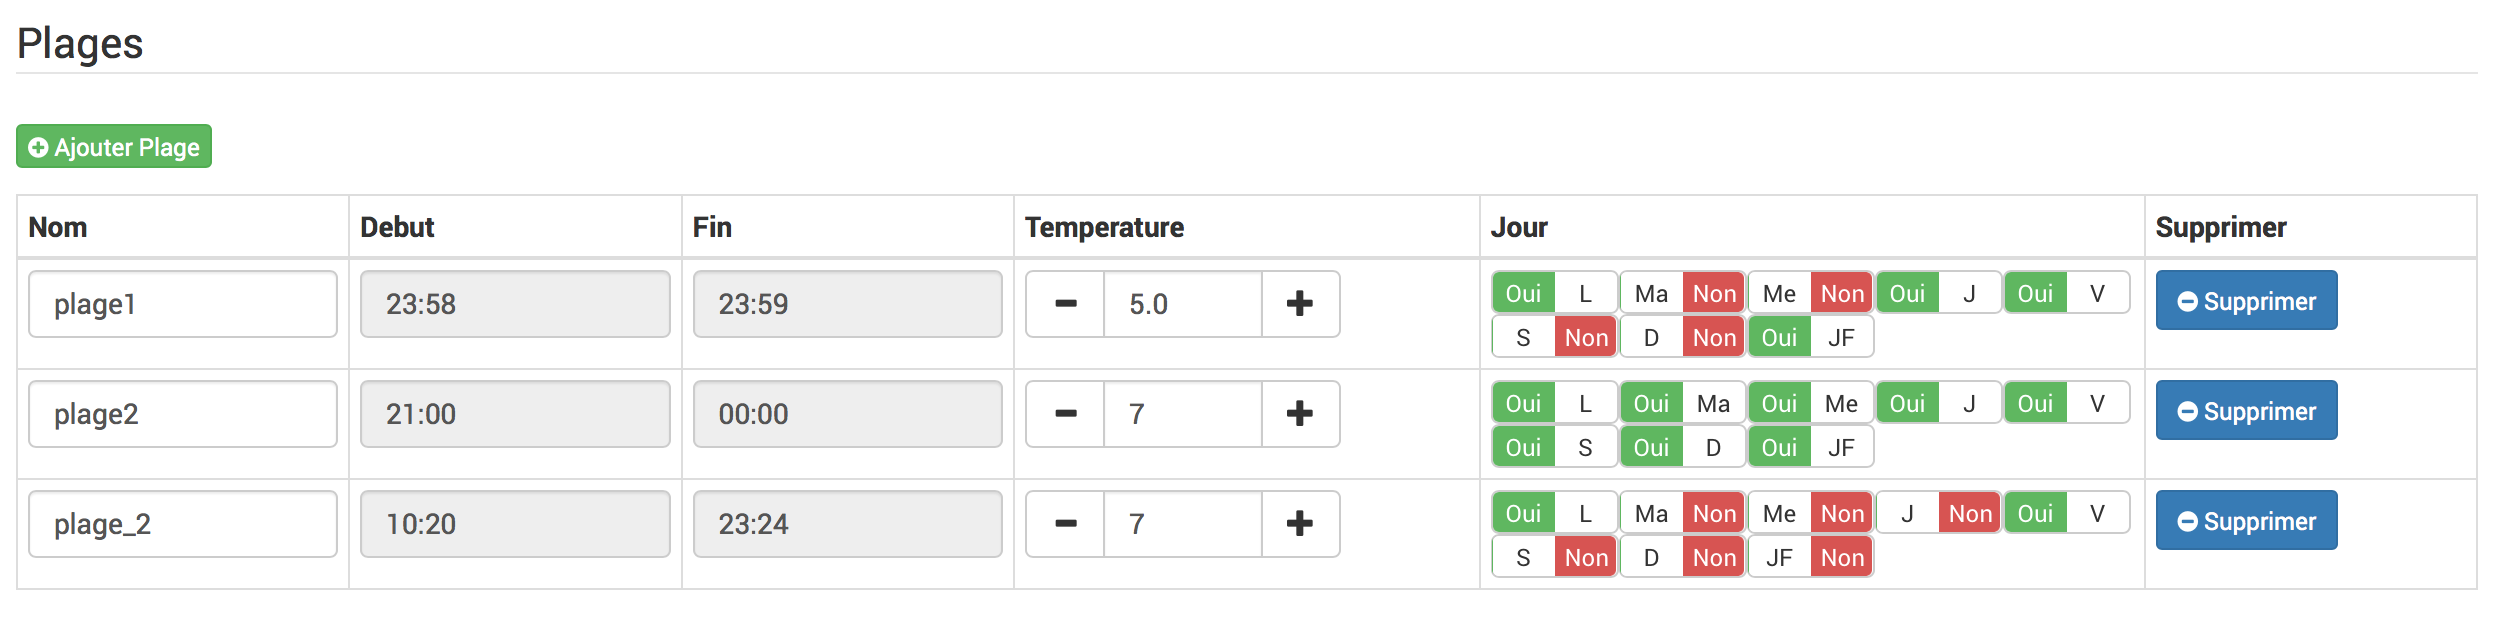 Plages
Ajouter Plage
Nom Debut Fin Temperature Jour Supprimer
plage1 23:58 23:59 5.0 Oui L Ma Non Me Non Oui J Oui V Supprimer
S Non D Non Oui JF
plage2 21:00 00:00 7 Oui L Oui Ma Oui Me Oui J Oui V Supprimer
Oui S Oui D Oui JF
plage_2 10:20 23:24 7 Oui L Ma Non Me Non J Non Oui V Supprimer
S Non D Non JF Non